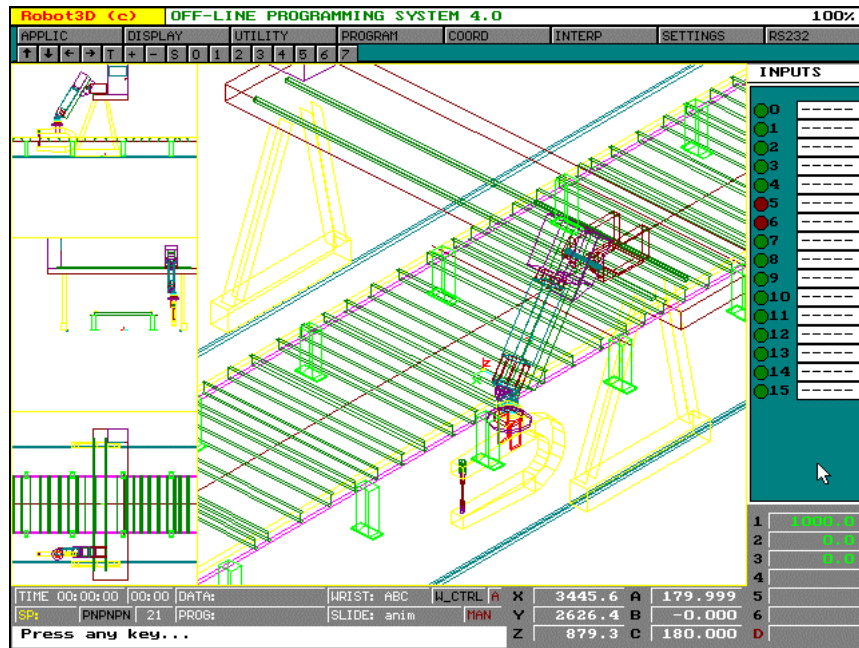 Robot3D (c) OFF-LINE PROGRAMMING SYSTEM 4.0 100%
APPLIC DISPLAY UTILITY PROGRAM COORD INTERP SETTINGS RS232
↑ ↓ ← → T + - S 0 1 2 3 4 5 6 7
INPUTS
0 -----
1 -----
2 -----
3 -----
4 -----
5 -----
6 -----
7 -----
8 -----
9 -----
10 -----
11 -----
12 -----
13 -----
14 -----
15 -----
Z
X
1 1000.0
2 0.0
3 0.0
4
5
6
D
TIME 00:00:00 00:00 DATA: WRIST: ABC W_CTRL A X 3445.6 A 179.999
SP: PNPNPN 21 PROG: SLIDE: anim MAN Y 2626.4 B -0.000
Press any key... Z 879.3 C 180.000